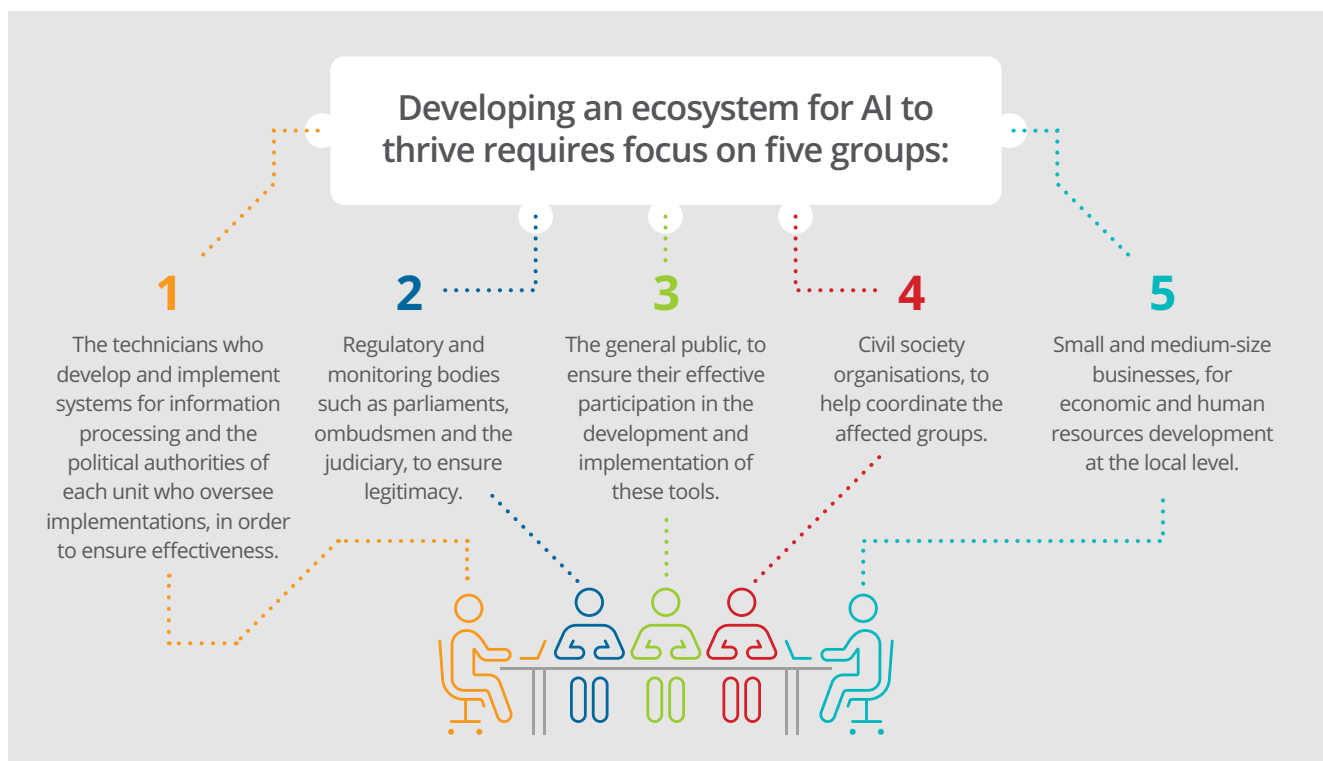 Developing an ecosystem for AI to
thrive requires focus on five groups:
1
The technicians who
develop and implement
systems for information
processing and the
political authorities of
each unit who oversee
implementations, in order
to ensure effectiveness.
2
Regulatory and
monitoring bodies
such as parliaments,
ombudsmen and the
judiciary, to ensure
legitimacy.
3
The general public, to
ensure their effective
participation in the
development and
implementation of
these tools.
4
Civil society
organisations, to
help coordinate the
affected groups.
5
Small and medium-size
businesses, for
economic and human
resources development
at the local level.